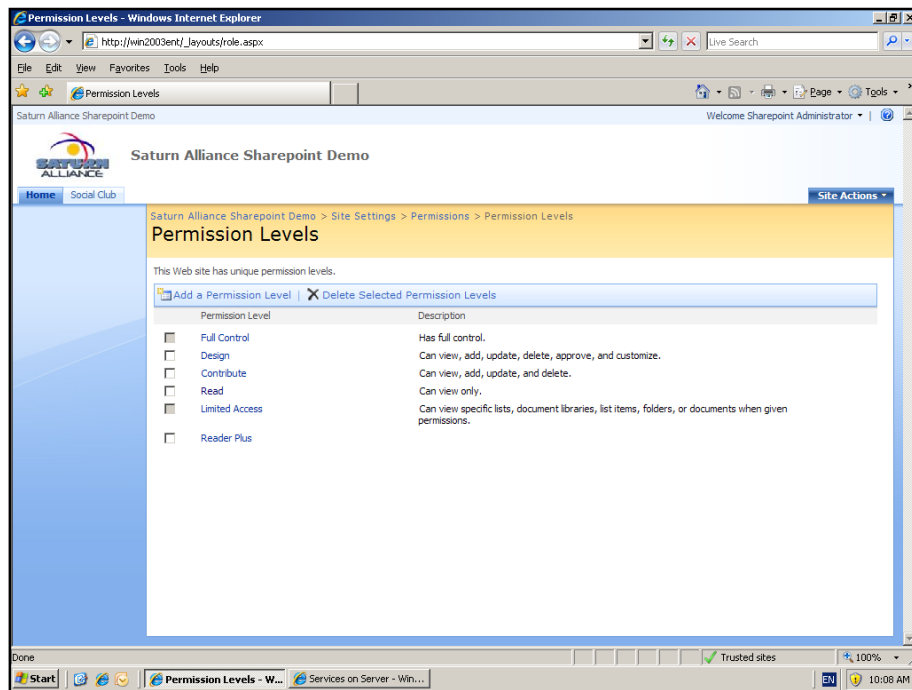 Permission Levels - Windows Internet Explorer
http://win2003ent/_layouts/role.aspx
Live Search
File Edit View Favorites Tools Help
Permission Levels
Page Tools
Saturn Alliance Sharepoint Demo
Welcome Sharepoint Administrator
SATURN
ALLIANCE
Saturn Alliance Sharepoint Demo
Home Social Club
Site Actions
Saturn Alliance Sharepoint Demo > Site Settings > Permissions > Permission Levels
Permission Levels
This Web site has unique permission levels.
Add a Permission Level | Delete Selected Permission Levels
Permission Level Description
Full Control Has full control.
Design Can view, add, update, delete, approve, and customize.
Contribute Can view, add, update, and delete.
Read Can view only.
Limited Access Can view specific lists, document libraries, list items, folders, or documents when given
permissions.
Reader Plus
Done
Trusted sites
100%
Start
Permission Levels - W...
Services on Server - Win...
EN
10:08 AM